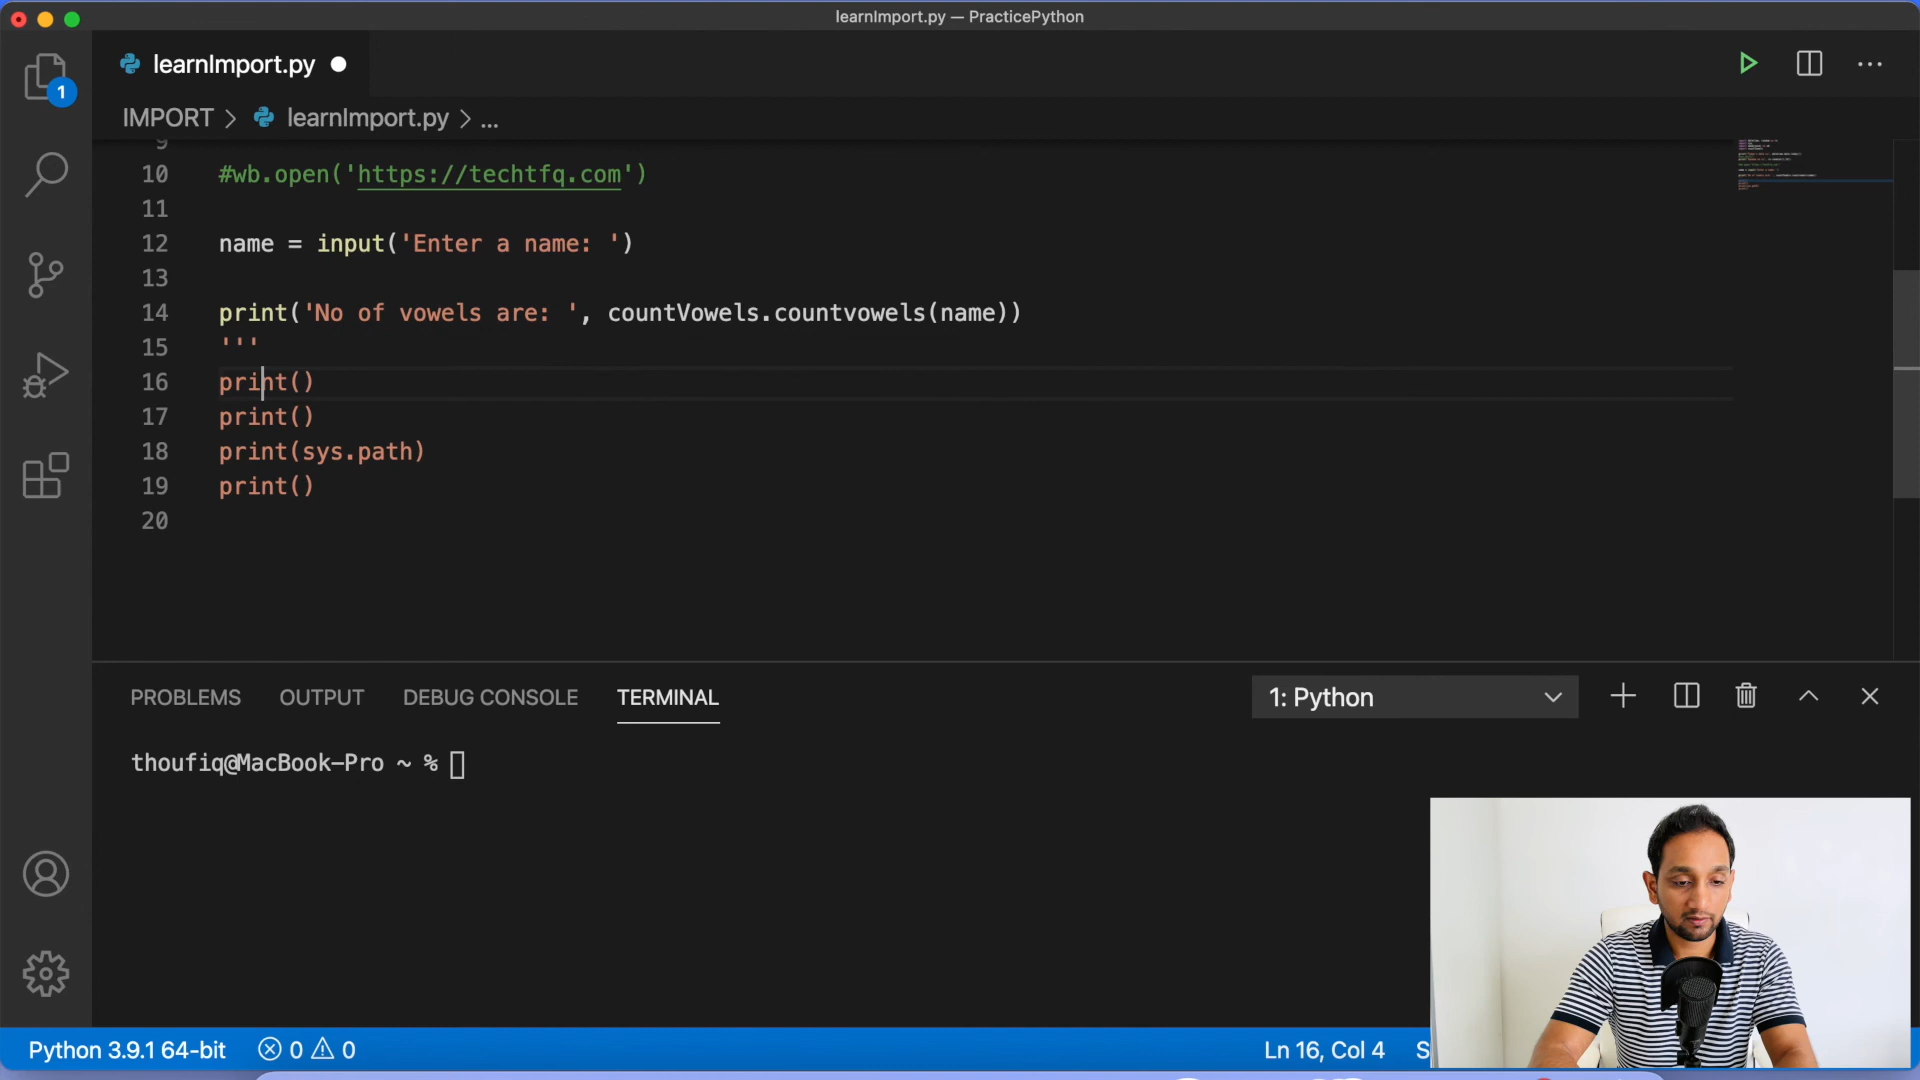 learnImport.py — PracticePython
learnImport.py
1
IMPORT > learnImport.py > ...
9
10 #wb.open('https://techtfq.com')
11
12 name = input('Enter a name: ')
13
14 print('No of vowels are: ', countVowels.countvowels(name))
15 '''
16 print()
17 print()
18 print(sys.path)
19 print()
20
PROBLEMS OUTPUT DEBUG CONSOLE TERMINAL 1: Python
thoufiq@MacBook-Pro ~ %
Python 3.9.1 64-bit 0 0 Ln 16, Col 4 S